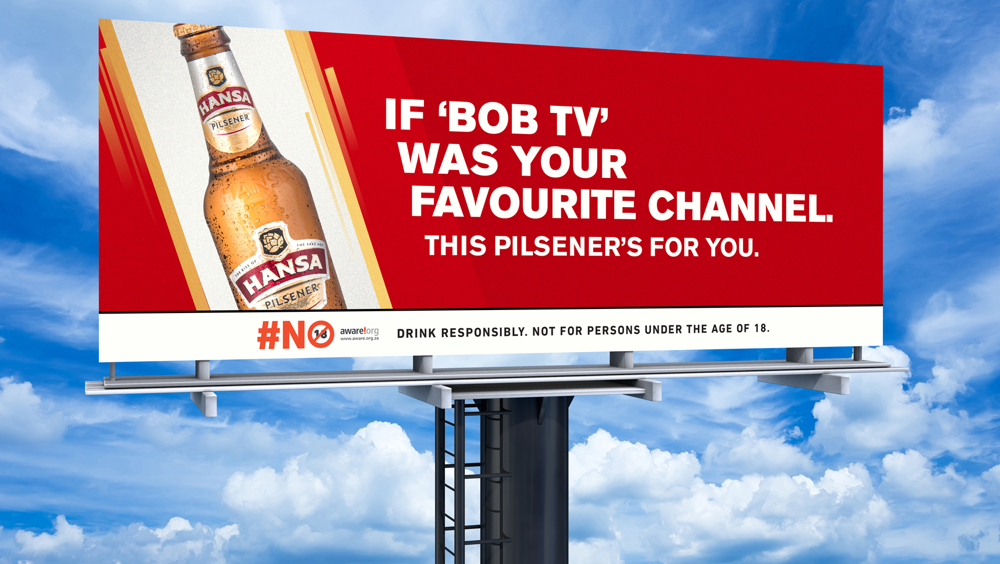 HANSA
PILSENER
HANSA
THE KISS OF THE SAAZ HOP
HANSA
PILSENER
IF ‘BOB TV’
WAS YOUR
FAVOURITE CHANNEL.
THIS PILSENER’S FOR YOU.
#NO
18
aware!org
www.aware.org.za
DRINK RESPONSIBLY. NOT FOR PERSONS UNDER THE AGE OF 18.